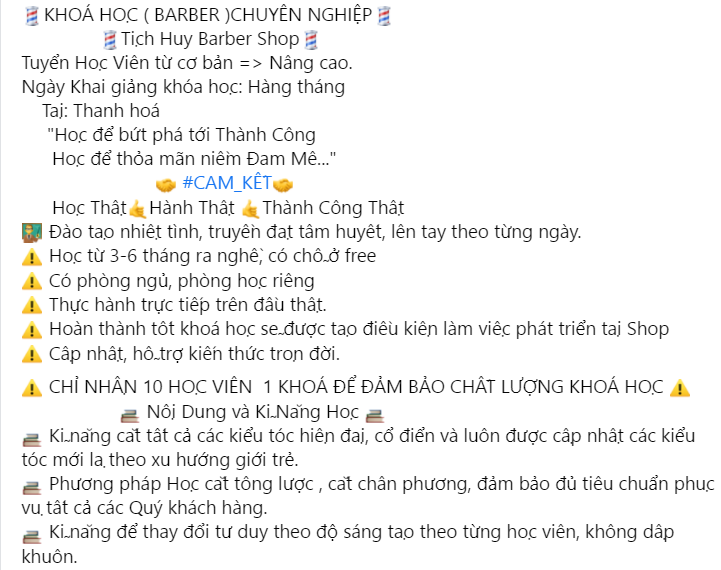 💈KHOÁ HỌC ( BARBER )CHUYÊN NGHIỆP💈
💈Tịch Huy Barber Shop💈
Tuyển Học Viên từ cơ bản => Nâng cao.
Ngày Khai giảng khóa học: Hàng tháng
Tại: Thanh hoá
"Học để bứt phá tới Thành Công
Học để thỏa mãn niềm Đam Mê..."
🤝 #CAM_KẾT🤝
Học Thật🤙Hành Thật 🤙Thành Công Thật
👨‍🏫 Đào tạo nhiệt tình, truyền đạt tâm huyết, lên tay theo từng ngày.
⚠️ Học từ 3-6 tháng ra nghề, có chỗ ở free
⚠️ Có phòng ngủ, phòng học riêng
⚠️ Thực hành trực tiếp trên đầu thật.
⚠️ Hoàn thành tốt khoá học sẽ được tạo điều kiện làm việc phát triển tại Shop
⚠️ Cập nhật, hỗ trợ kiến thức trọn đời.
⚠️ CHỈ NHẬN 10 HỌC VIÊN 1 KHOÁ ĐỂ ĐẢM BẢO CHẤT LƯỢNG KHOÁ HỌC ⚠️
📚 Nội Dung và Kĩ Năng Học 📚
📚 Kĩ năng cắt tất cả các kiểu tóc hiện đại, cổ điển và luôn được cập nhật các kiểu
tóc mới lạ theo xu hướng giới trẻ.
📚 Phương pháp Học cắt tông lược , cắt chân phương, đảm bảo đủ tiêu chuẩn phục
vụ tất cả các Quý khách hàng.
📚 Kĩ năng để thay đổi tư duy theo độ sáng tạo theo từng học viên, không dập
khuôn.